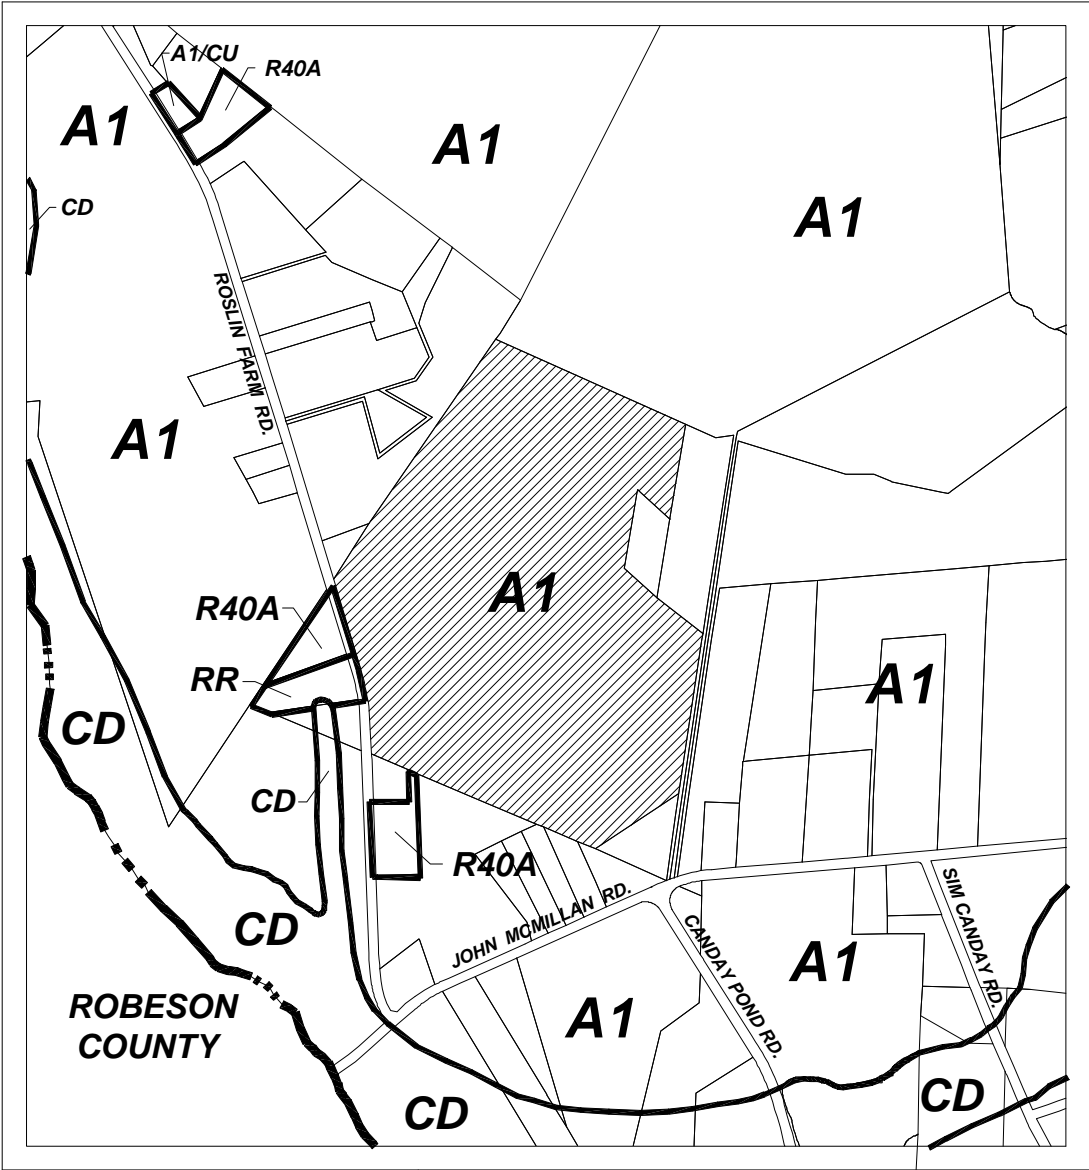 A1/CU
R40A
A1
A1
CD
A1
ROSLIN FARM RD.
A1
A1
R40A
RR
A1
CD
CD
R40A
SIM CANDAY RD.
JOHN MCMILLAN RD.
CD
CANDAY POND RD.
A1
ROBESON
COUNTY
A1
CD
CD